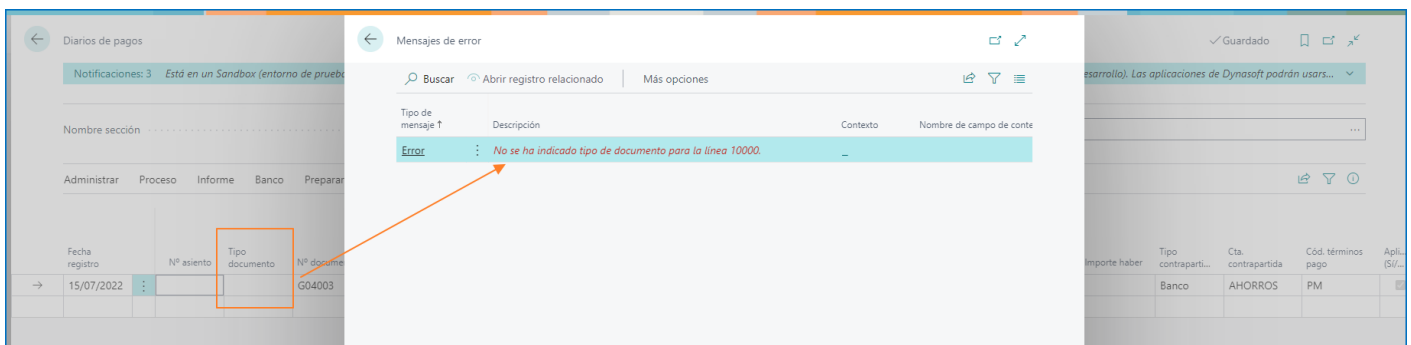 Diarios de pagos
Guardado
Notificaciones: 3 Está en un Sandbox (entorno de prueb
esarrollo). Las aplicaciones de Dynasoft podrán usars...
Nombre sección
Administrar Proceso Informe Banco Preparar
Fecha registro
Nº asiento
Tipo documento
Nº docume
Importe haber
Tipo contraparti...
Cta. contrapartida
Cód. términos pago
Apli... (Sí/...
15/07/2022 G04003 Banco AHORROS PM
Mensajes de error
Buscar Abrir registro relacionado Más opciones
Tipo de mensaje ↑
Descripción
Contexto
Nombre de campo de conte
Error No se ha indicado tipo de documento para la línea 10000. _